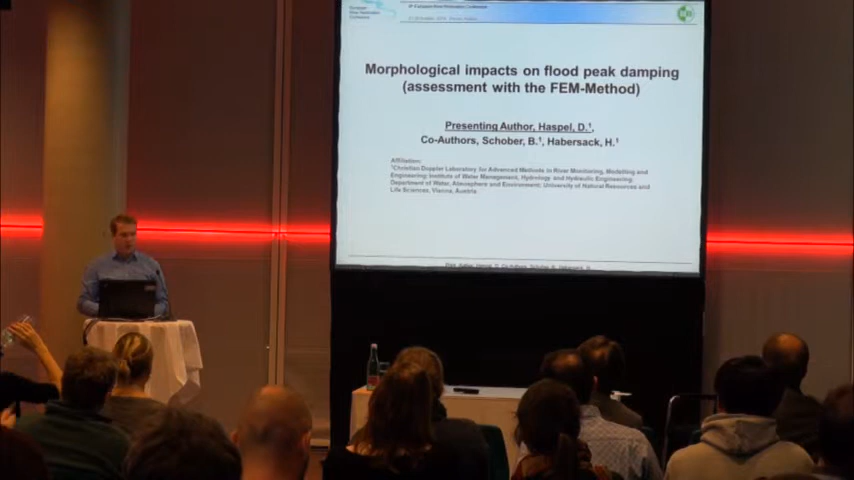 Morphological impacts on flood peak damping
(assessment with the FEM-Method)
Presenting Author, Haspel, D.¹,
Co-Authors, Schober, B.¹, Habersack, H.¹
Affiliation:
¹Christian Doppler Laboratory for Advanced Methods in River Monitoring, Modelling and
Engineering; Institute of Water Management, Hydrology and Hydraulic Engineering;
Department of Water, Atmosphere and Environment; University of Natural Resources and
Life Sciences, Vienna, Austria